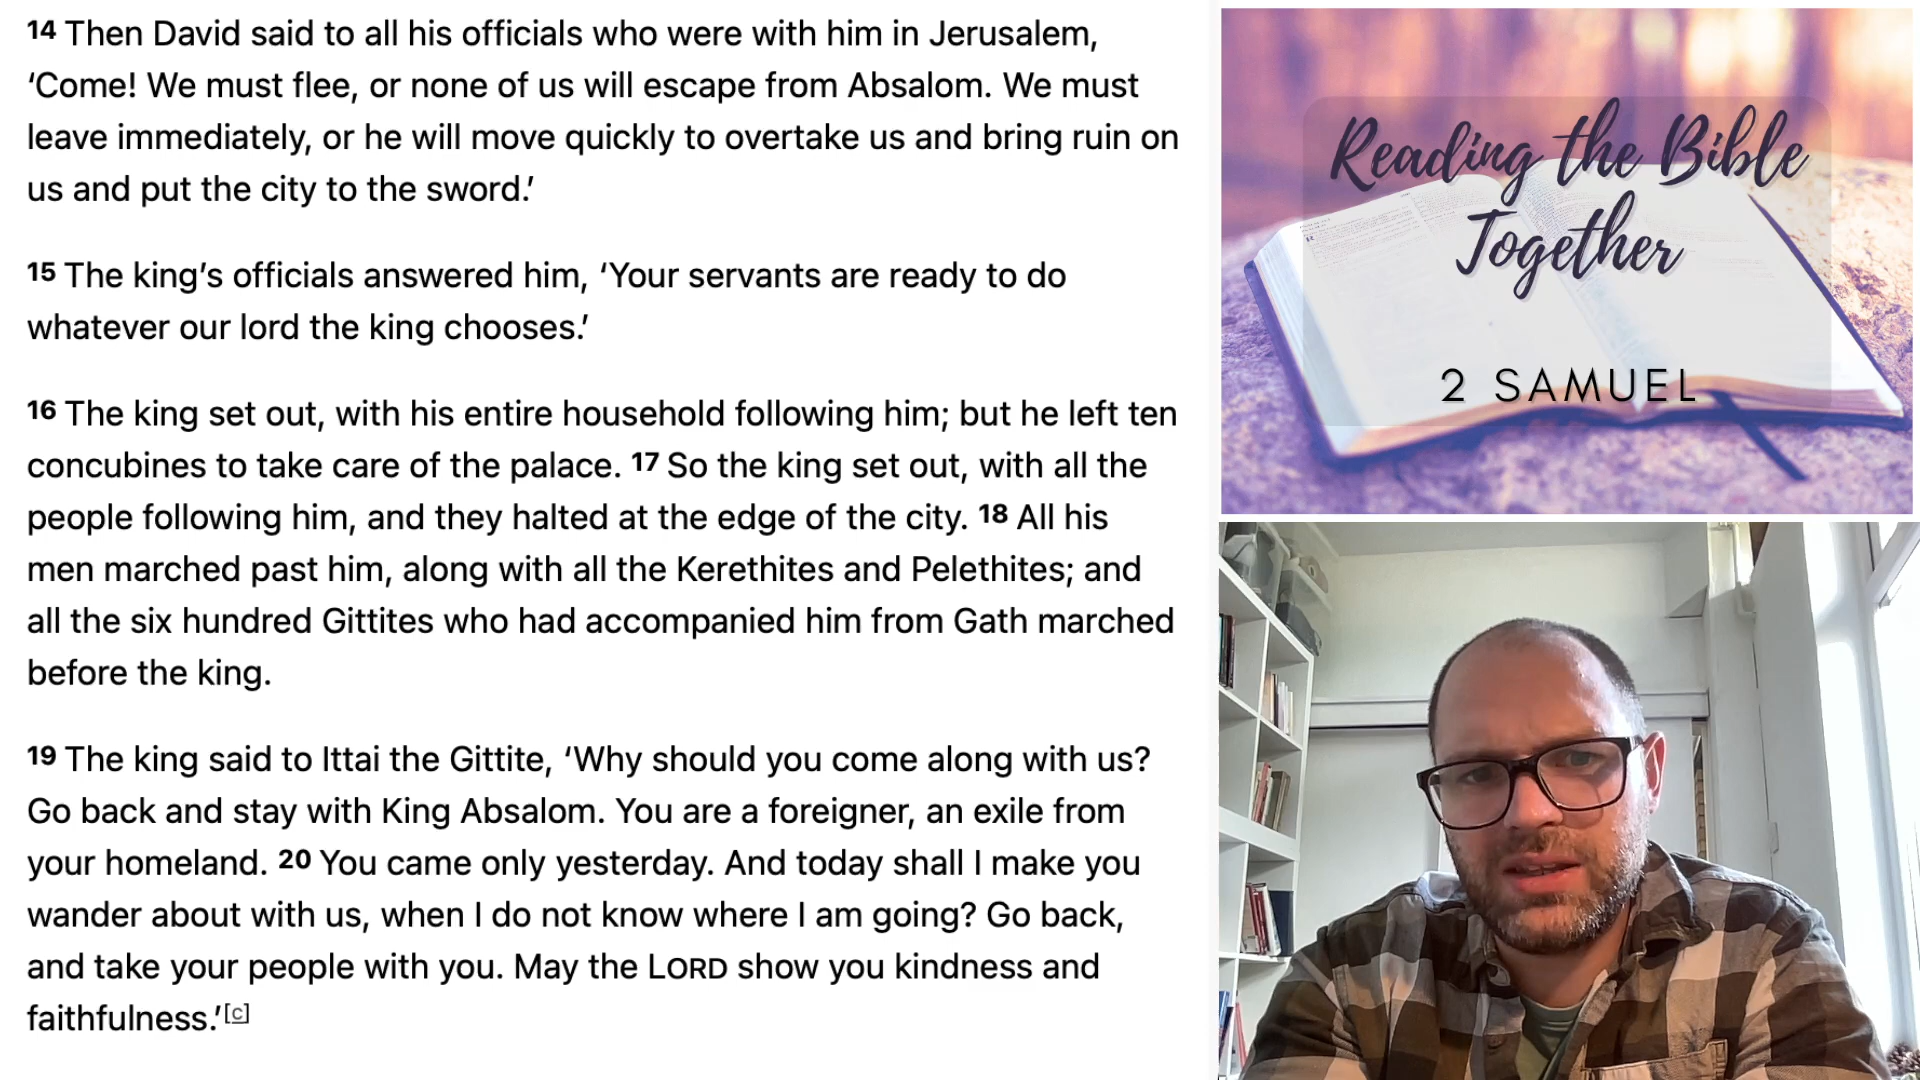 14 Then David said to all his officials who were with him in Jerusalem,
‘Come! We must flee, or none of us will escape from Absalom. We must
leave immediately, or he will move quickly to overtake us and bring ruin on
us and put the city to the sword.’
15 The king’s officials answered him, ‘Your servants are ready to do
whatever our lord the king chooses.’
16 The king set out, with his entire household following him; but he left ten
concubines to take care of the palace. 17 So the king set out, with all the
people following him, and they halted at the edge of the city. 18 All his
men marched past him, along with all the Kerethites and Pelethites; and
all the six hundred Gittites who had accompanied him from Gath marched
before the king.
19 The king said to Ittai the Gittite, ‘Why should you come along with us?
Go back and stay with King Absalom. You are a foreigner, an exile from
your homeland. 20 You came only yesterday. And today shall I make you
wander about with us, when I do not know where I am going? Go back,
and take your people with you. May the LORD show you kindness and
faithfulness.’[c]
Reading the Bible
Together
2 SAMUEL